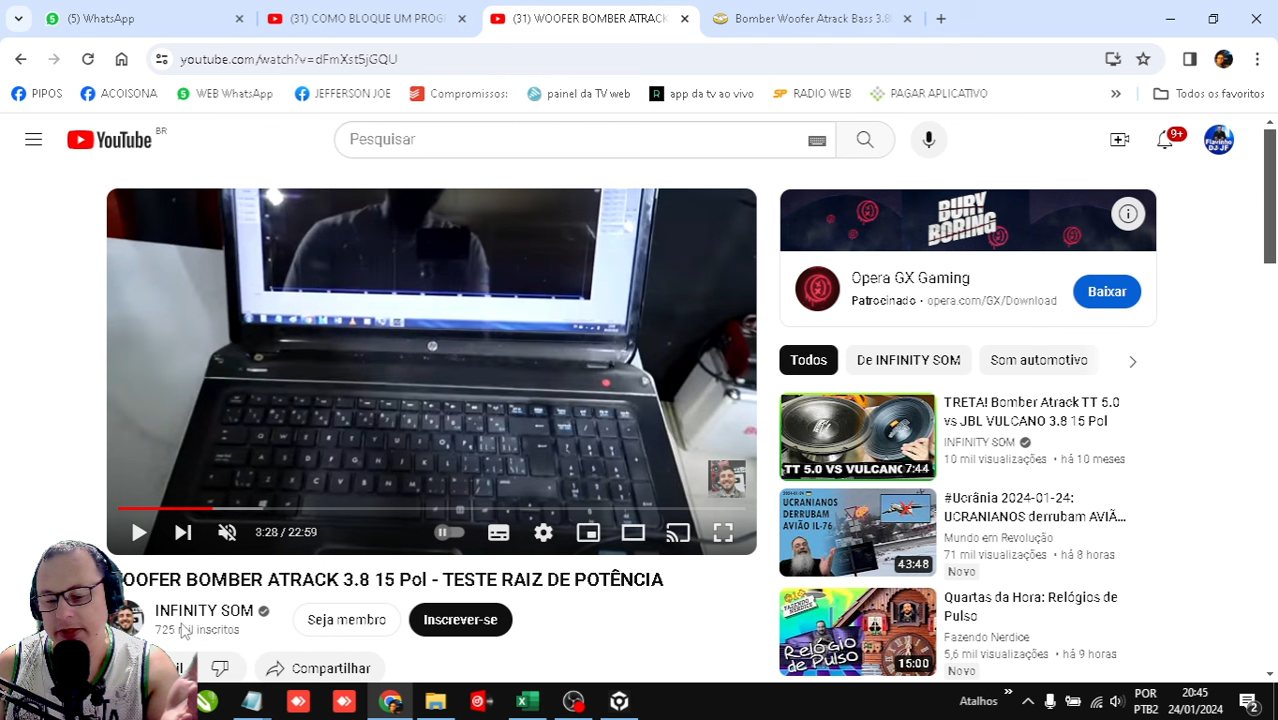 (5) WhatsApp
(31) COMO BLOQUE UM PROG
(31) WOOFER BOMBER ATRACK
Bomber Woofer Atrack Bass 3.8
youtube.com/watch?v=dFmXst5jGQU
PIPOS
ACOISONA
WEB WhatsApp
JEFFERSON JOE
Compromissos:
painel da TV web
app da tv ao vivo
RADIO WEB
PAGAR APLICATIVO
Todos os favoritos
YouTube BR
Pesquisar
9+
Flavinho
DJ JF
BURY
BORING
Opera GX Gaming
Patrocinado · opera.com/GX/Download
Baixar
Todos
De INFINITY SOM
Som automotivo
3:28 / 22:59
OOFER BOMBER ATRACK 3.8 15 Pol - TESTE RAIZ DE POTÊNCIA
INFINITY SOM
725 mil inscritos
Seja membro
Inscrever-se
Compartilhar
TT 5.0 VS VULCANO
7:44
TRETA! Bomber Atrack TT 5.0
vs JBL VULCANO 3.8 15 Pol
INFINITY SOM
10 mil visualizações • há 10 meses
UCRANIANOS
DERRUBAM
AVIÃO IL-76
43:48
#Ucrânia 2024-01-24:
UCRANIANOS derrubam AVIÃ...
Mundo em Revolução
71 mil visualizações • há 8 horas
Novo
FAZENDO
NERDICE
Relógio
de Pulso
15:00
Quartas da Hora: Relógios de
Pulso
Fazendo Nerdice
5,6 mil visualizações • há 9 horas
Novo
Atalhos
POR
PTB2
20:45
24/01/2024
2